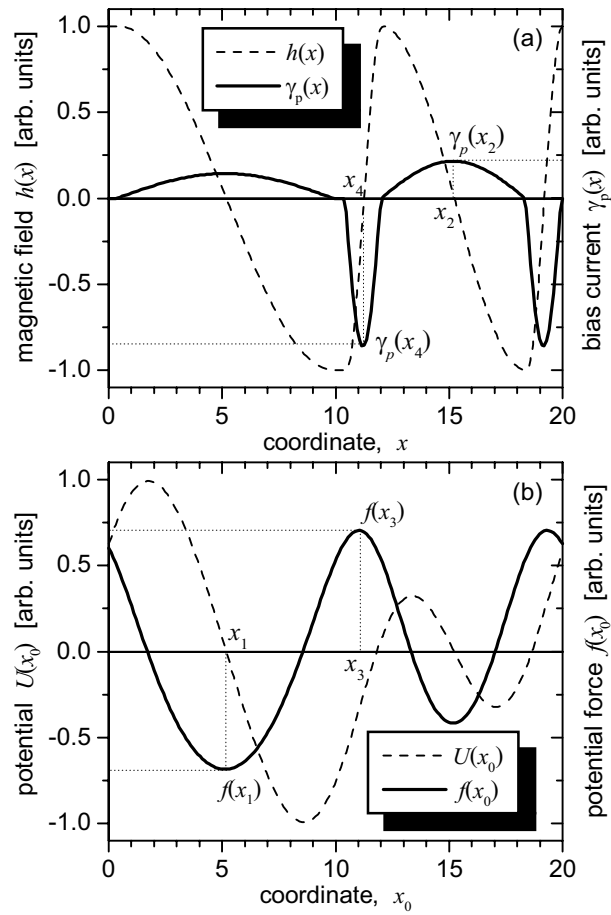 (a)
h(x)
γp(x)
magnetic field h(x) [arb. units]
bias current γp(x) [arb. units]
1.0
0.5
0.0
-0.5
-1.0
γp(x2)
x4
x2
γp(x4)
0 5 10 15 20
coordinate, x
(b)
potential U(x0) [arb. units]
potential force f(x0) [arb. units]
1.0
0.5
0.0
-0.5
-1.0
f(x3)
x1
x3
f(x1)
U(x0)
f(x0)
0 5 10 15 20
coordinate, x0